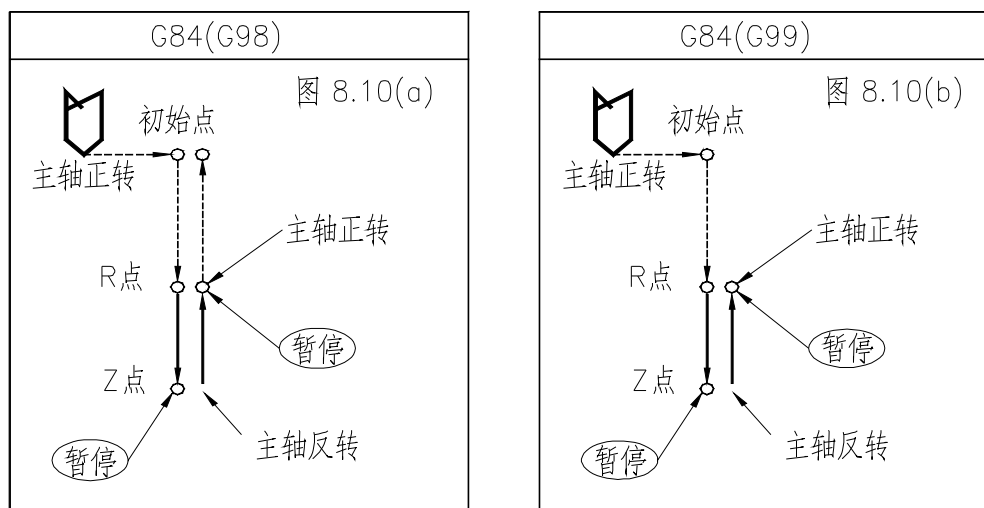 G84(G98)
图 8.10(a)
初始点
主轴正转
主轴正转
R点
暂停
Z点
暂停
主轴反转
G84(G99)
图 8.10(b)
初始点
主轴正转
主轴正转
R点
暂停
Z点
暂停
主轴反转